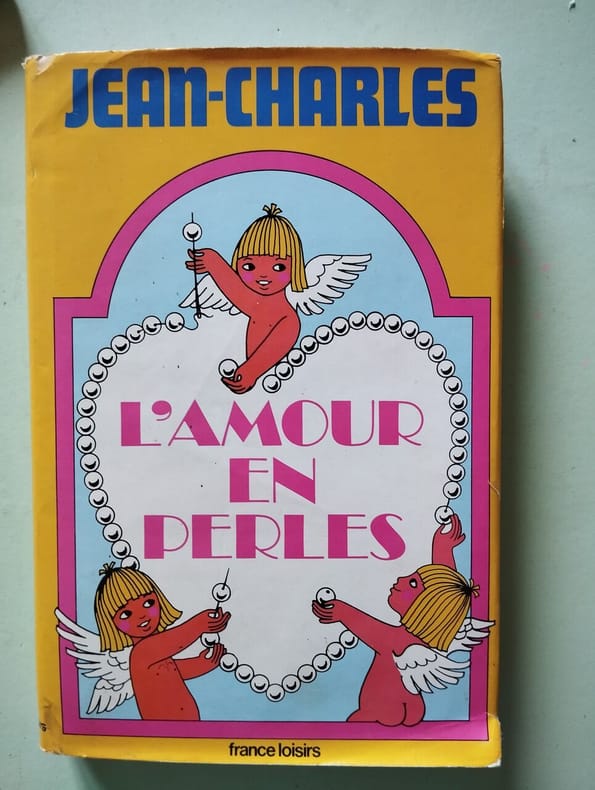 JEAN-CHARLES
L'AMOUR
EN
PERLES
france loisirs